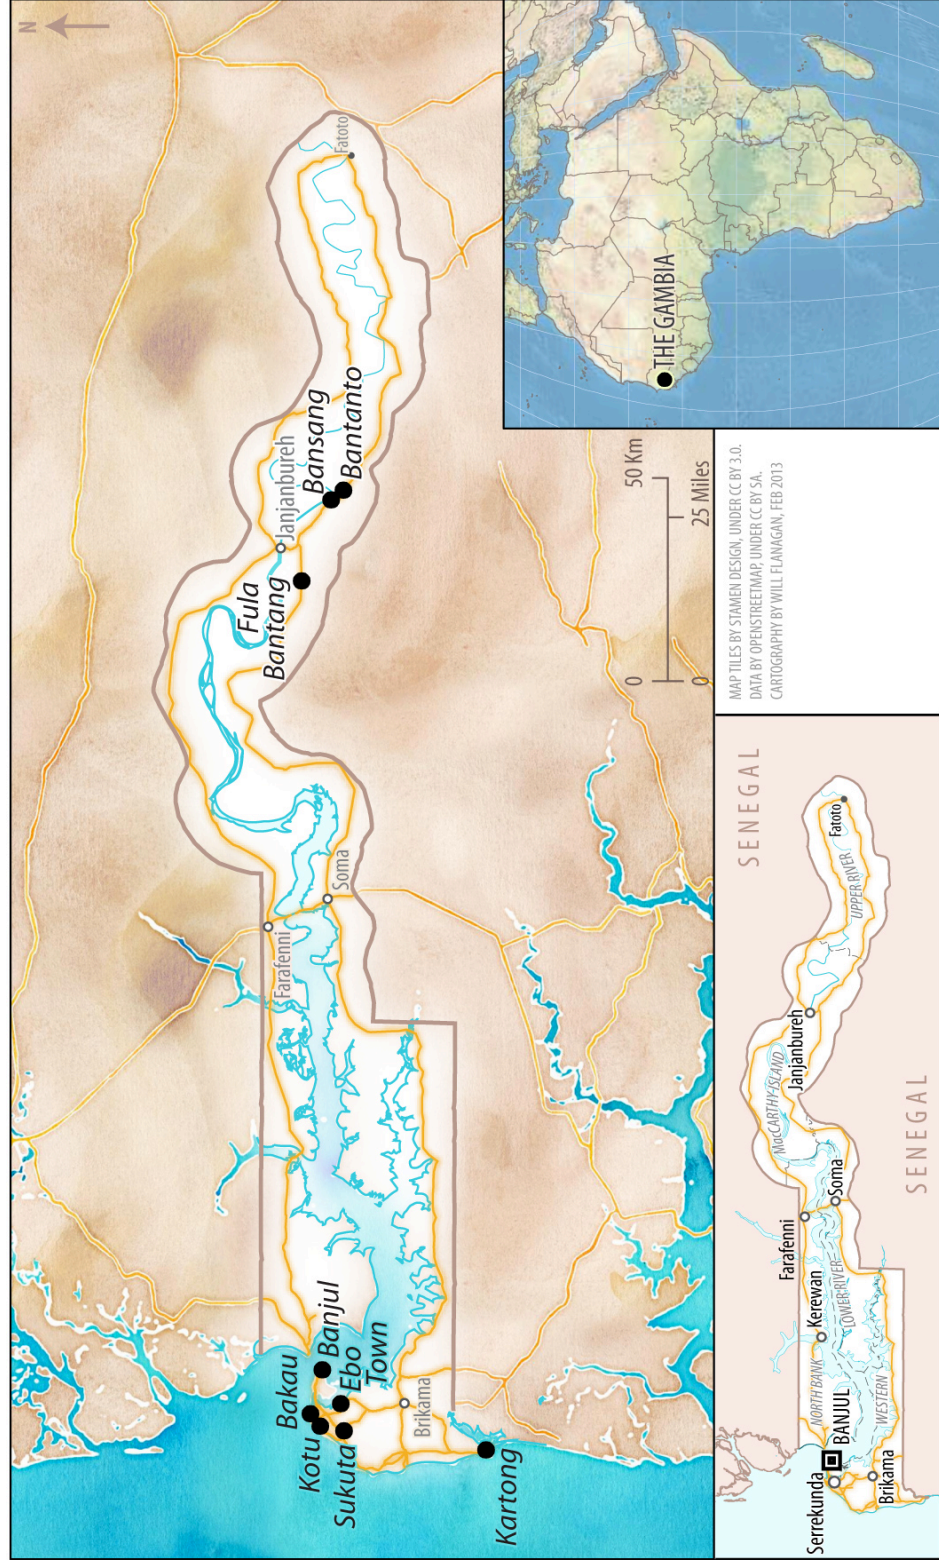 N
Fatoto
Janjanbureh
Bansang
Bantanto
Fula
Bantang
Soma
Farafenni
Bakau
Banjul
Kotu
Ebo
Town
Sukuta
Brikama
Kartong
0
50 Km
0
25 Miles
THE GAMBIA
MAP TILES BY STAMEN DESIGN, UNDER CC BY 3.0.
DATA BY OPENSTREETMAP, UNDER CC BY SA.
CARTOGRAPHY BY WILL FLANAGAN, FEB 2013
SENEGAL
Fatoto
UPPER RIVER
Janjanbureh
MacCARTHY ISLAND
Farafenni
Soma
SENEGAL
Kerewan
LOWER RIVER
NORTH BANK
Serrekunda
BANJUL
WESTERN
Brikama